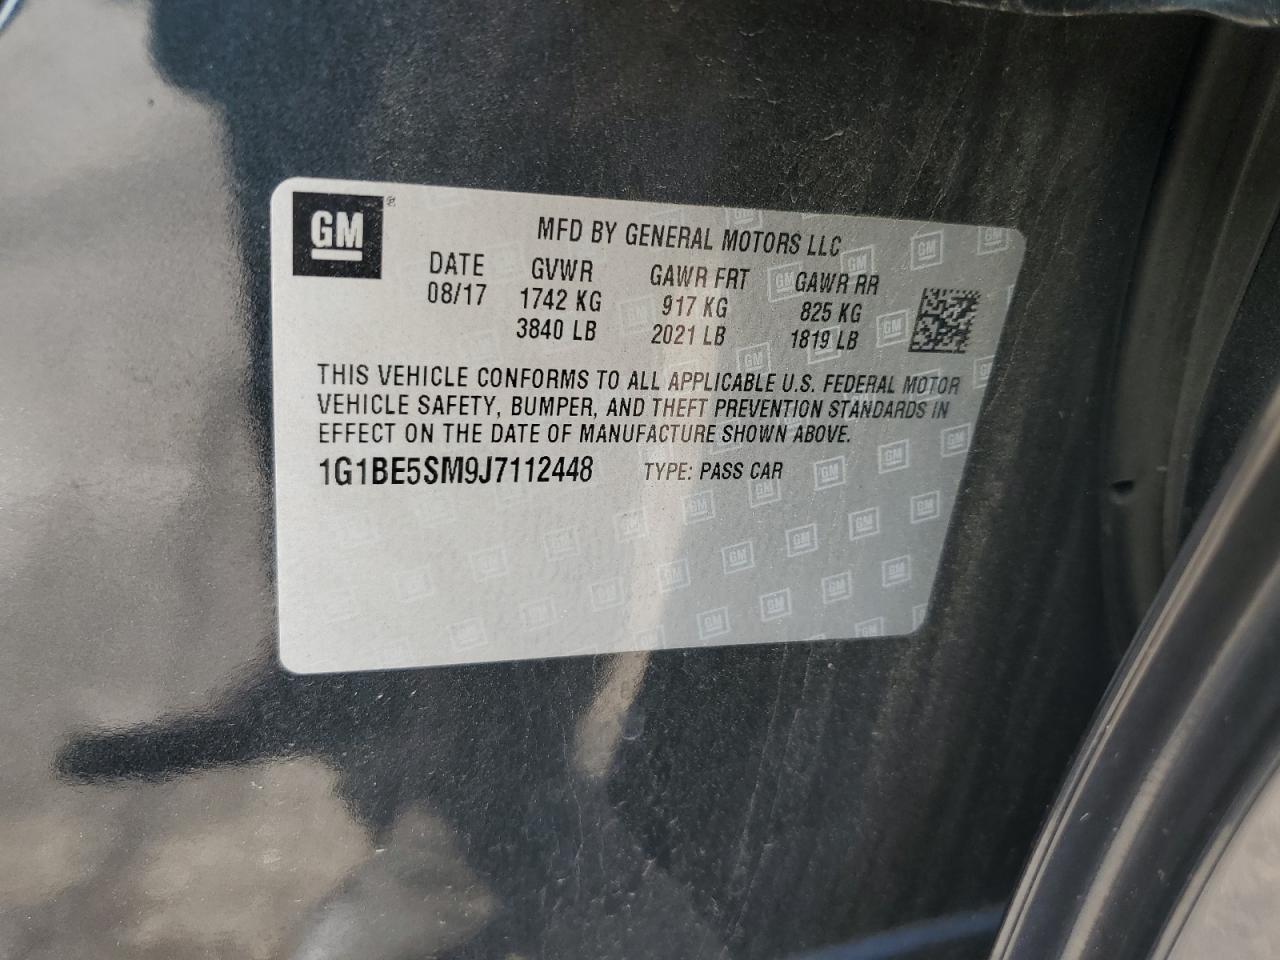 GM ®
MFD BY GENERAL MOTORS LLC
DATE GVWR GAWR FRT GAWR RR
08/17 1742 KG 917 KG 825 KG
3840 LB 2021 LB 1819 LB
THIS VEHICLE CONFORMS TO ALL APPLICABLE U.S. FEDERAL MOTOR
VEHICLE SAFETY, BUMPER, AND THEFT PREVENTION STANDARDS IN
EFFECT ON THE DATE OF MANUFACTURE SHOWN ABOVE.
1G1BE5SM9J7112448 TYPE: PASS CAR